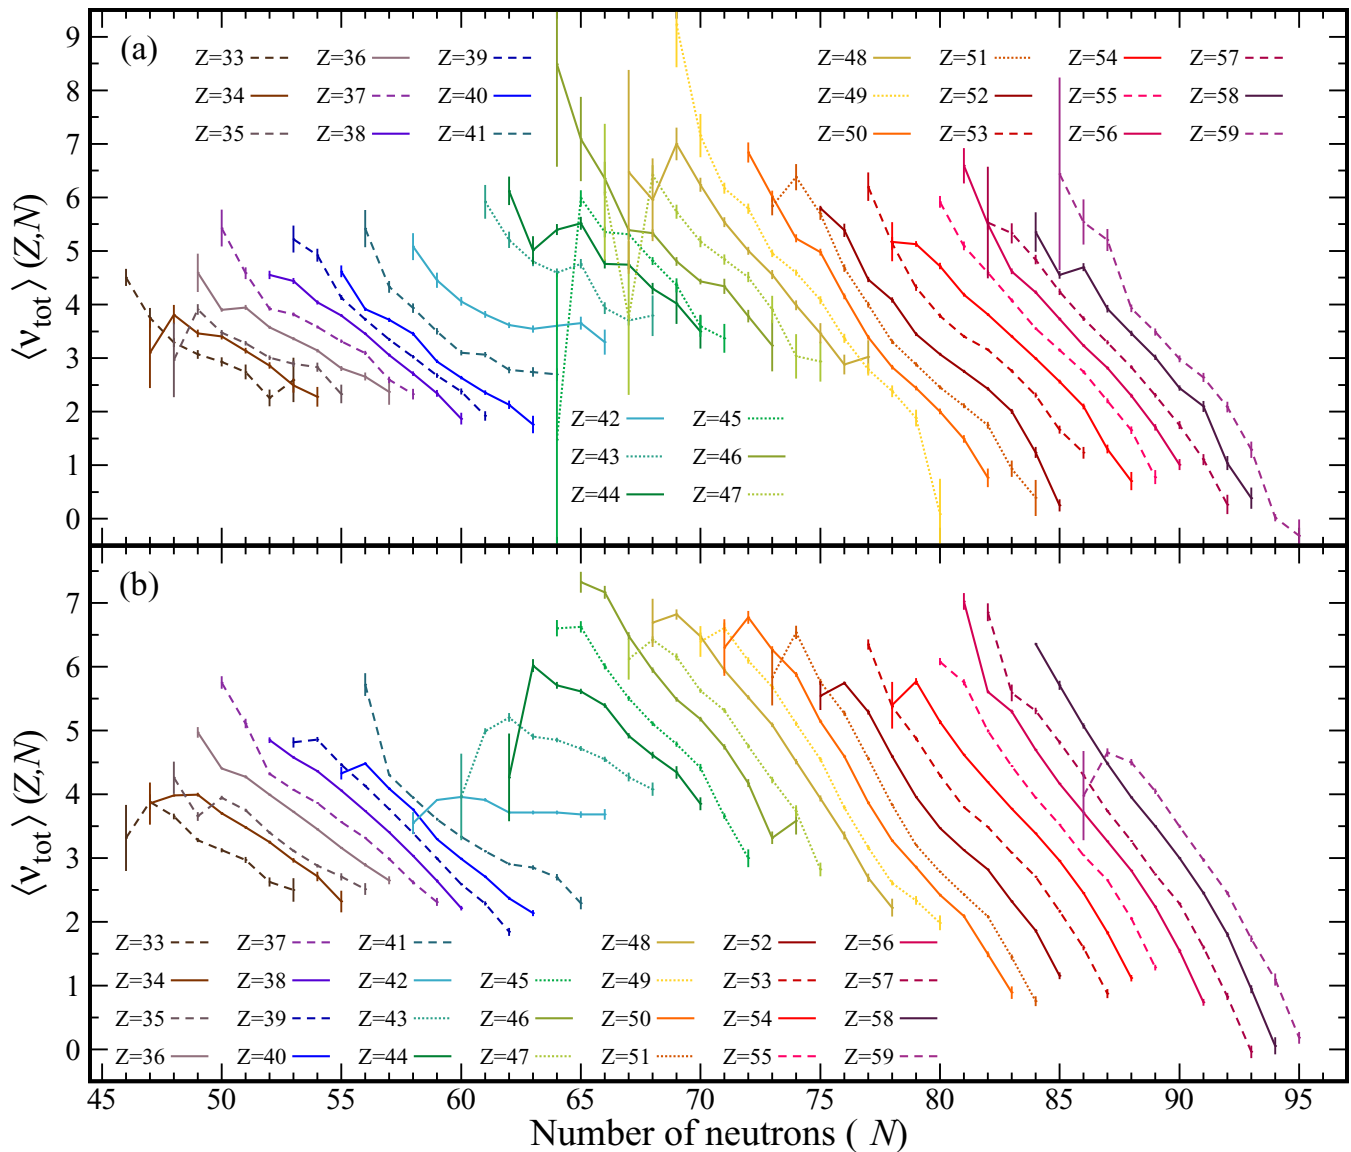 (a)
9
8
7
6
5
4
3
2
1
0
⟨ν_tot⟩ (Z,N)
Z=33 Z=36 Z=39
Z=34 Z=37 Z=40
Z=35 Z=38 Z=41
Z=48 Z=51 Z=54 Z=57
Z=49 Z=52 Z=55 Z=58
Z=50 Z=53 Z=56 Z=59
Z=42 Z=45
Z=43 Z=46
Z=44 Z=47
(b)
7
6
5
4
3
2
1
0
⟨ν_tot⟩ (Z,N)
Z=33 Z=37 Z=41 Z=48 Z=52 Z=56
Z=34 Z=38 Z=42 Z=45 Z=49 Z=53 Z=57
Z=35 Z=39 Z=43 Z=46 Z=50 Z=54 Z=58
Z=36 Z=40 Z=44 Z=47 Z=51 Z=55 Z=59
45 50 55 60 65 70 75 80 85 90 95
Number of neutrons ( N)